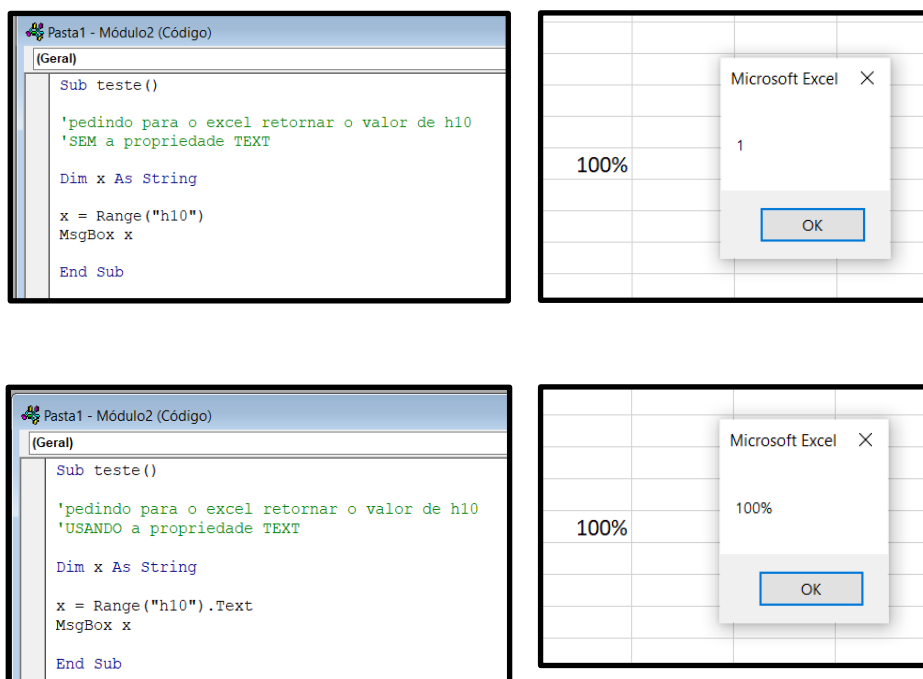 Pasta1 - Módulo2 (Código)
(Geral)
Sub teste()
'pedindo para o excel retornar o valor de h10
'SEM a propriedade TEXT
Dim x As String
x = Range("h10")
MsgBox x
End Sub
100%
Microsoft Excel
1
OK
Pasta1 - Módulo2 (Código)
(Geral)
Sub teste()
'pedindo para o excel retornar o valor de h10
'USANDO a propriedade TEXT
Dim x As String
x = Range("h10").Text
MsgBox x
End Sub
100%
Microsoft Excel
100%
OK